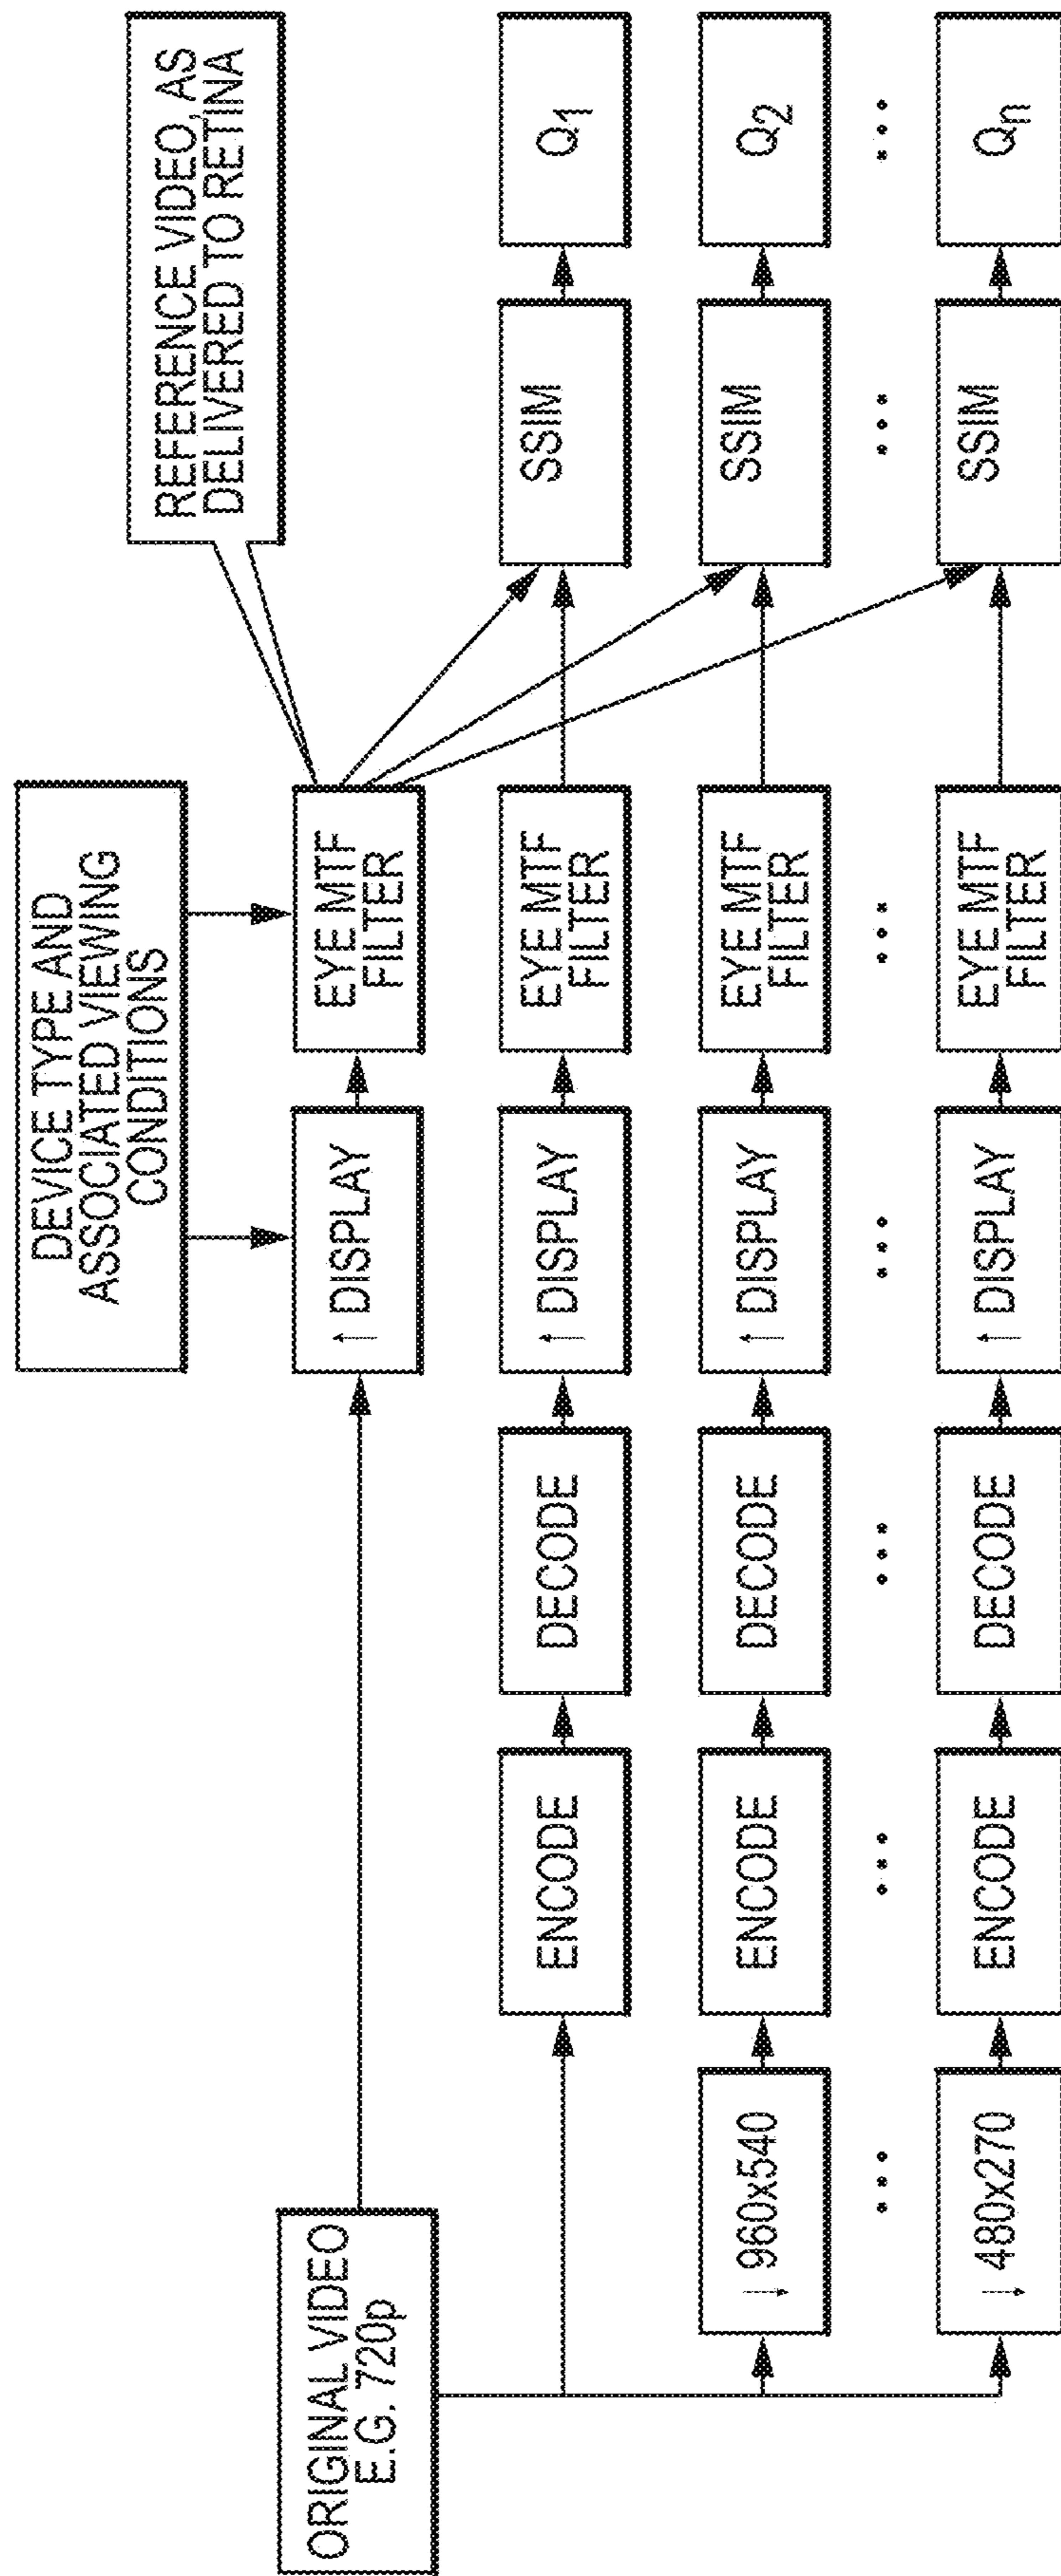 DEVICE TYPE AND
ASSOCIATED VIEWING
CONDITIONS
REFERENCE VIDEO, AS
DELIVERED TO RETINA
ORIGINAL VIDEO
E.G. 720p
↑ DISPLAY
EYE MTF
FILTER
ENCODE
DECODE
↑ DISPLAY
EYE MTF
FILTER
SSIM
Q1
↓ 960x540
ENCODE
DECODE
↑ DISPLAY
EYE MTF
FILTER
SSIM
Q2
↓ 480x270
ENCODE
DECODE
↑ DISPLAY
EYE MTF
FILTER
SSIM
Qn